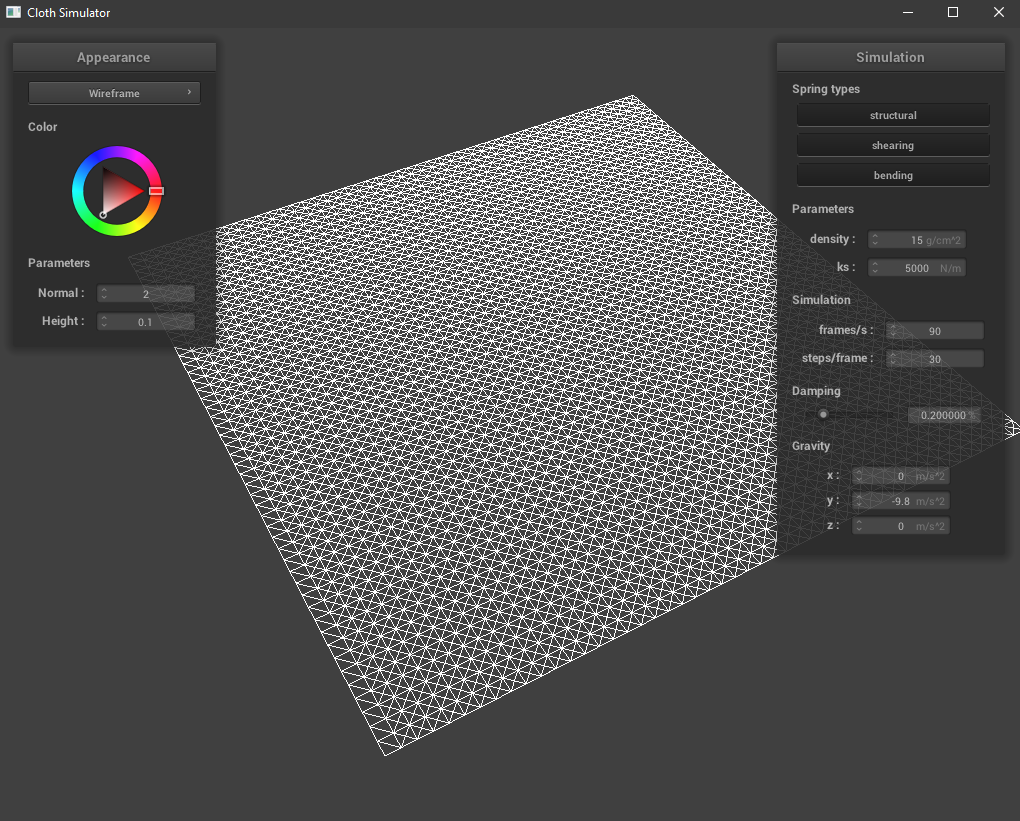 Cloth Simulator
Appearance
Wireframe
Color
Parameters
Normal : 2
Height : 0.1
Simulation
Spring types
structural
shearing
bending
Parameters
density : 15 g/cm^2
ks : 5000 N/m
Simulation
frames/s : 90
steps/frame : 30
Damping
0.200000 %
Gravity
x : 0 m/s^2
y : -9.8 m/s^2
z : 0 m/s^2